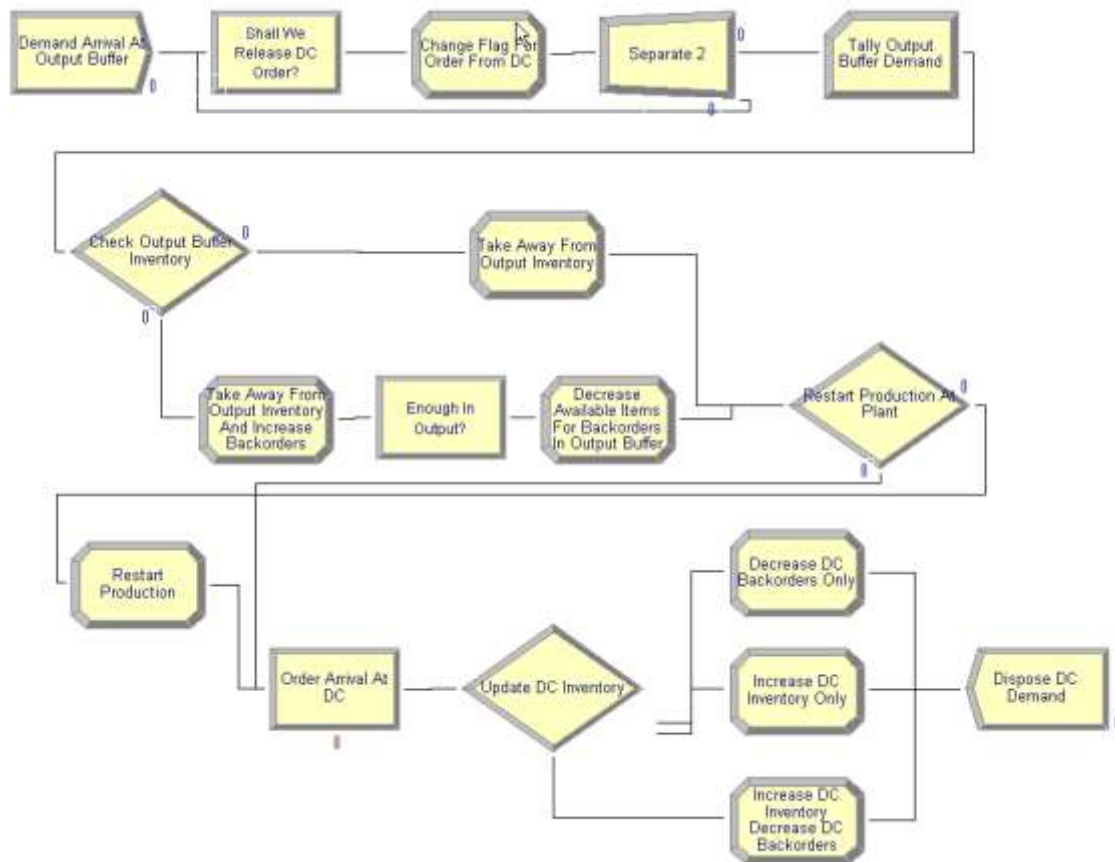 Demand Arrival At
Output Buffer
0
Shall We
Release DC
Order?
Change Flag For
Order From DC
Separate 2
0
0
Tally Output
Buffer Demand
Check Output Buffer
Inventory
0
0
Take Away From
Output Inventory
Take Away From
Output Inventory
And Increase
Backorders
Enough In
Output?
Decrease
Available Items
For Backorders
In Output Buffer
Restart Production At
Plant
0
0
Restart
Production
Order Arrival At
DC
0
Update DC Inventory
Decrease DC
Backorders Only
Increase DC
Inventory Only
Increase DC
Inventory
Decrease DC
Backorders
Dispose DC
Demand